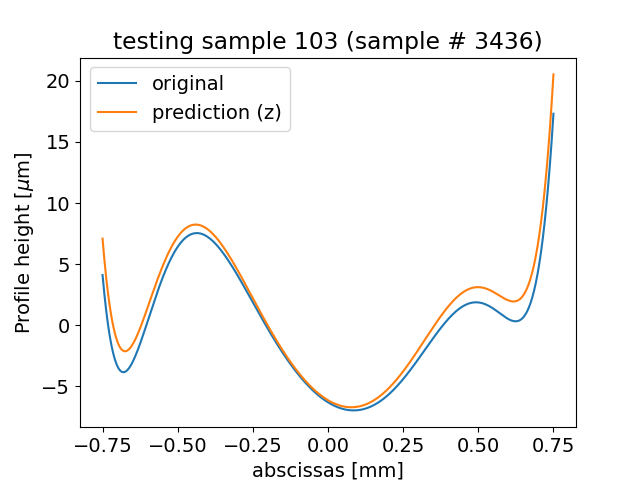 testing sample 103 (sample # 3436)
original
prediction (z)
Profile height [μm]
20
15
10
5
0
−5
−0.75 −0.50 −0.25 0.00 0.25 0.50 0.75
abscissas [mm]